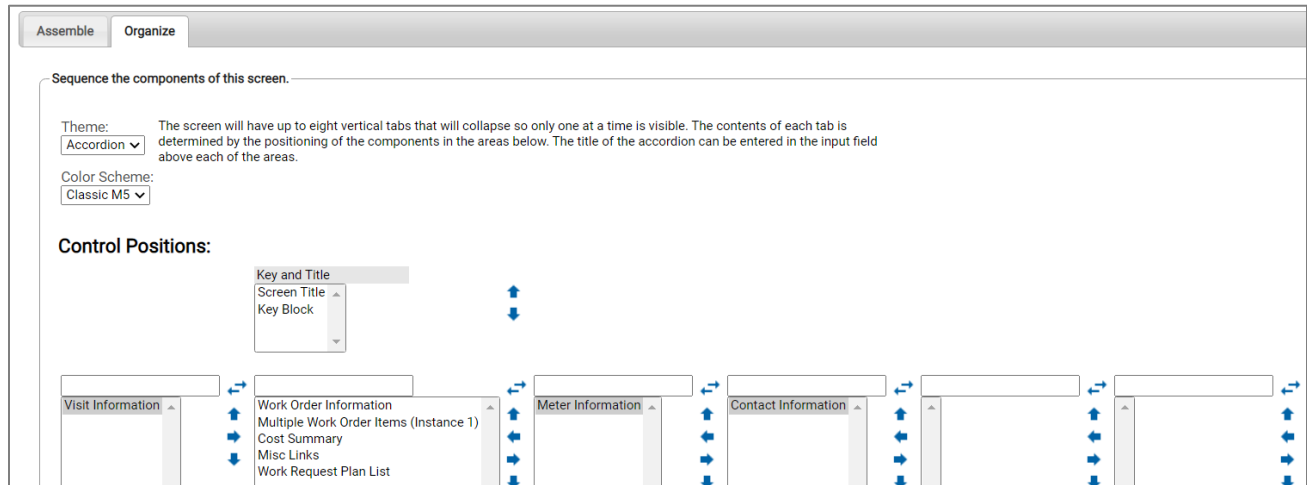 Assemble
Organize
Sequence the components of this screen.
Theme:
Accordion
The screen will have up to eight vertical tabs that will collapse so only one at a time is visible. The contents of each tab is
determined by the positioning of the components in the areas below. The title of the accordion can be entered in the input field
above each of the areas.
Color Scheme:
Classic M5
Control Positions:
Key and Title
Screen Title
Key Block
Visit Information
Work Order Information
Multiple Work Order Items (Instance 1)
Cost Summary
Misc Links
Work Request Plan List
Meter Information
Contact Information